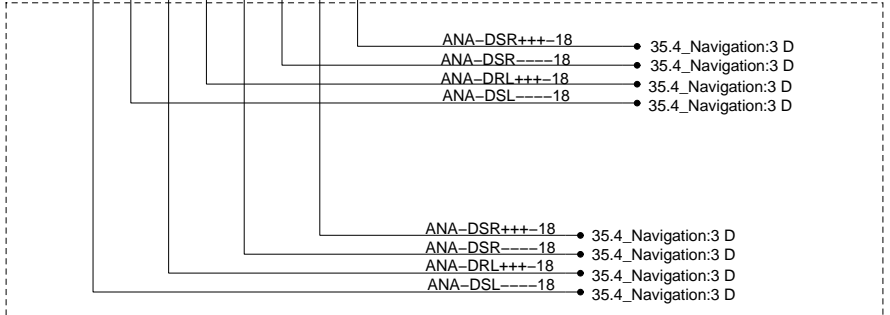 ANA−DSR+++−18 35.4_Navigation:3 D
ANA−DSR−−−−18 35.4_Navigation:3 D
ANA−DRL+++−18 35.4_Navigation:3 D
ANA−DSL−−−−18 35.4_Navigation:3 D
ANA−DSR+++−18 35.4_Navigation:3 D
ANA−DSR−−−−18 35.4_Navigation:3 D
ANA−DRL+++−18 35.4_Navigation:3 D
ANA−DSL−−−−18 35.4_Navigation:3 D